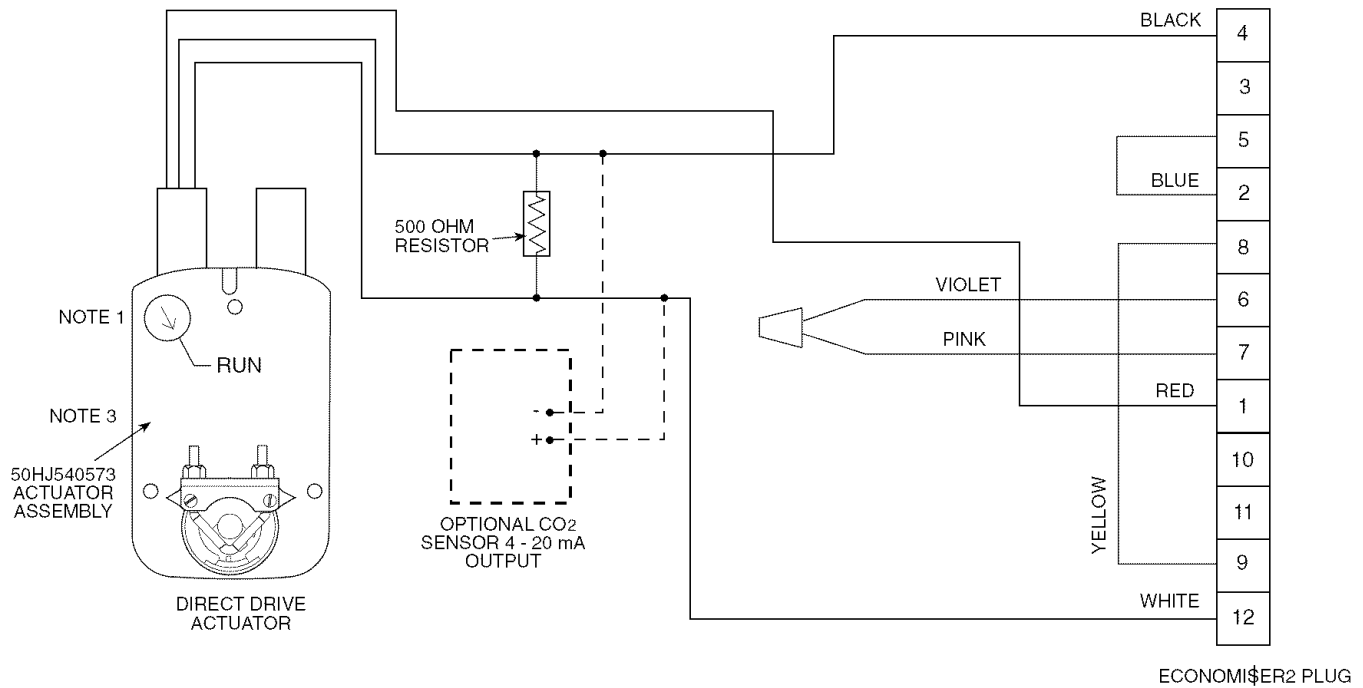 BLACK
4
3
5
BLUE
2
8
VIOLET
6
PINK
7
RED
1
10
11
YELLOW
9
WHITE
12
ECONOMI$ER2 PLUG
500 OHM
RESISTOR
NOTE 1
RUN
NOTE 3
50HJ540573
ACTUATOR
ASSEMBLY
DIRECT DRIVE
ACTUATOR
-
+
OPTIONAL CO2
SENSOR 4 - 20 mA
OUTPUT